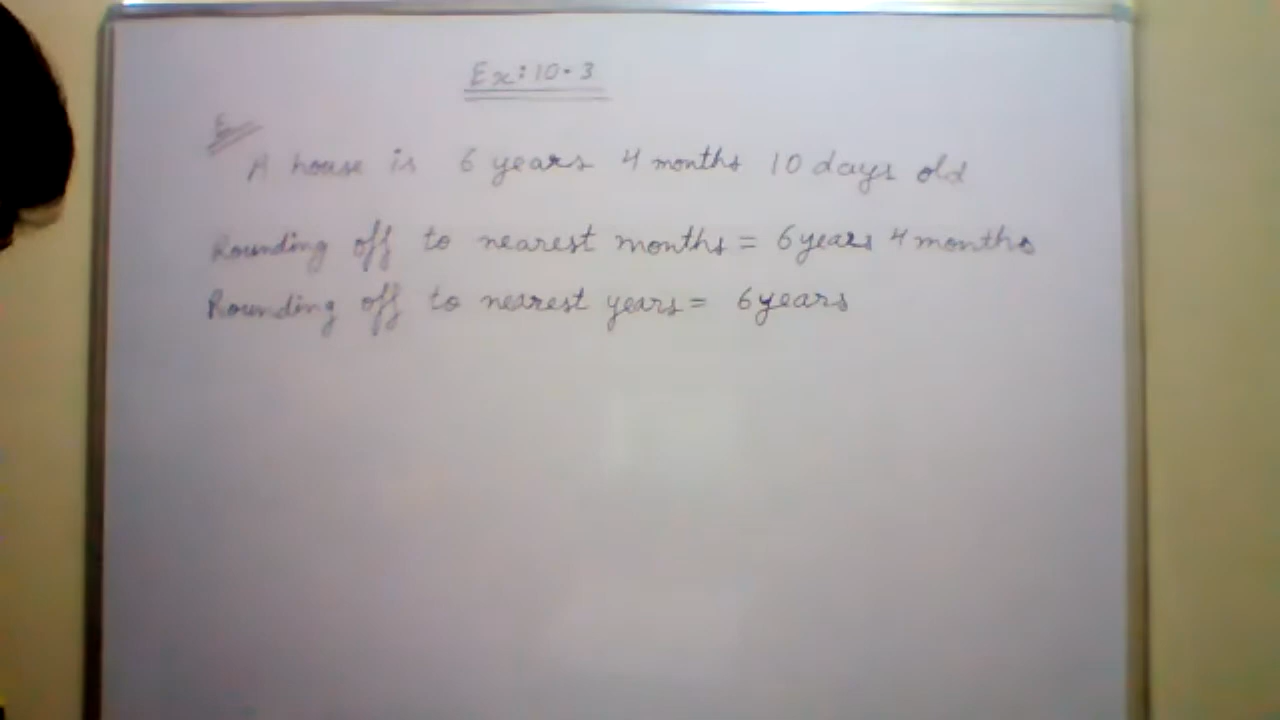 Ex: 10.3
A house is 6 years 4 months 10 days old
Rounding off to nearest months = 6 years 4 months
Rounding off to nearest years = 6 years